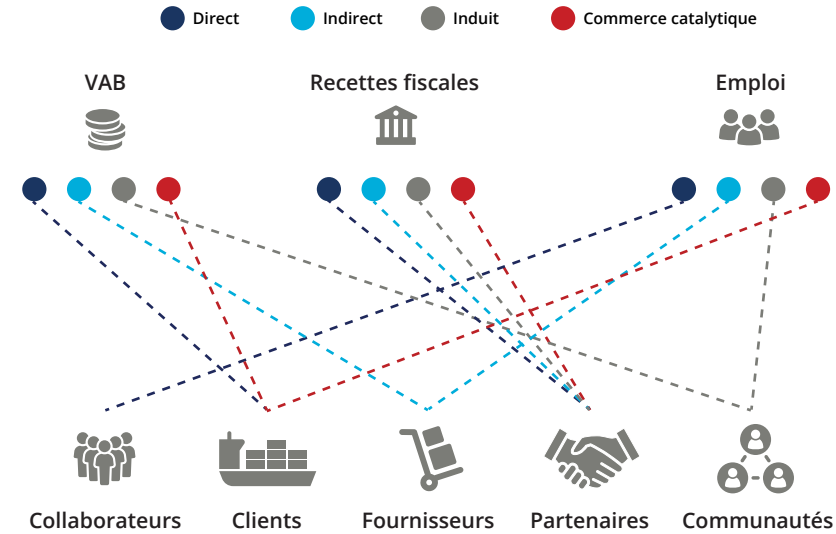 Direct
Indirect
Induit
Commerce catalytique
VAB
Recettes fiscales
Emploi
Collaborateurs
Clients
Fournisseurs
Partenaires
Communautés